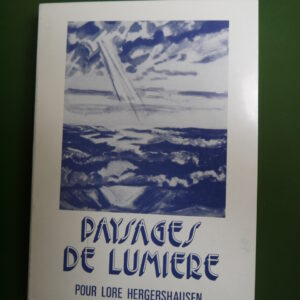 PAYSAGES
DE LUMIERE
POUR LORE HERGERSHAUSEN